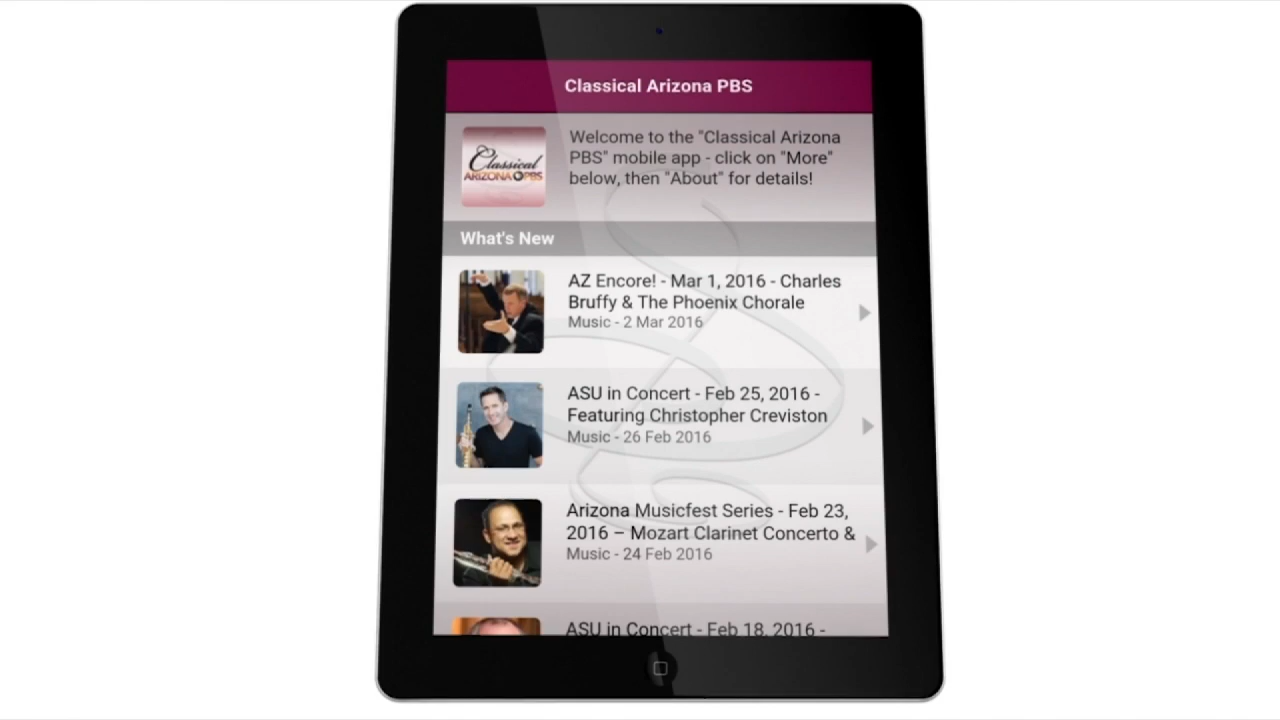 Classical Arizona PBS
Classical
ARIZONA PBS
Welcome to the "Classical Arizona
PBS" mobile app - click on "More"
below, then "About" for details!
What's New
AZ Encore! - Mar 1, 2016 - Charles
Bruffy & The Phoenix Chorale
Music - 2 Mar 2016
ASU in Concert - Feb 25, 2016 -
Featuring Christopher Creviston
Music - 26 Feb 2016
Arizona Musicfest Series - Feb 23,
2016 – Mozart Clarinet Concerto &
Music - 24 Feb 2016
ASU in Concert - Feb 18, 2016 -